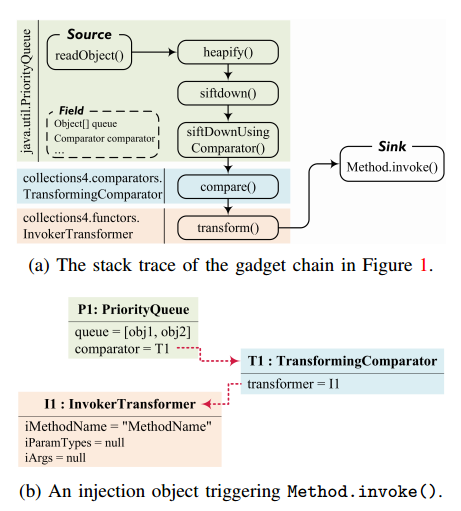 java.util.PriorityQueue
Source
readObject()
heapify()
siftdown()
Field
Object[] queue
Comparator comparator
...
siftDownUsing
Comparator()
Sink
Method.invoke()
collections4.comparators.
TransformingComparator
compare()
collections4.functors.
InvokerTransformer
transform()
(a) The stack trace of the gadget chain in Figure 1.
P1: PriorityQueue
queue = [obj1, obj2]
comparator = T1
T1 : TransformingComparator
transformer = I1
I1 : InvokerTransformer
iMethodName = "MethodName"
iParamTypes = null
iArgs = null
(b) An injection object triggering Method.invoke().